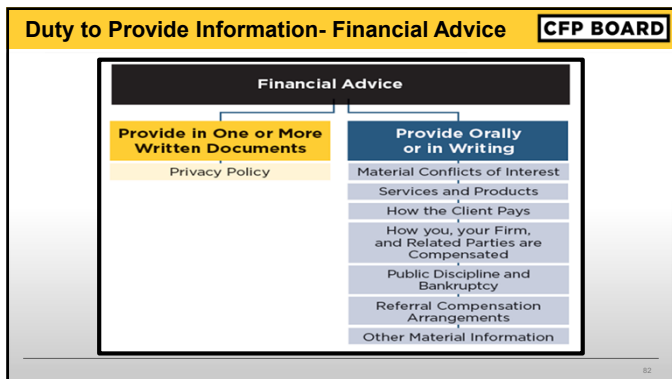 Duty to Provide Information- Financial Advice
CFP BOARD
Financial Advice
Provide in One or More
Written Documents
Privacy Policy
Provide Orally
or in Writing
Material Conflicts of Interest
Services and Products
How the Client Pays
How you, your Firm,
and Related Parties are
Compensated
Public Discipline and
Bankruptcy
Referral Compensation
Arrangements
Other Material Information
82